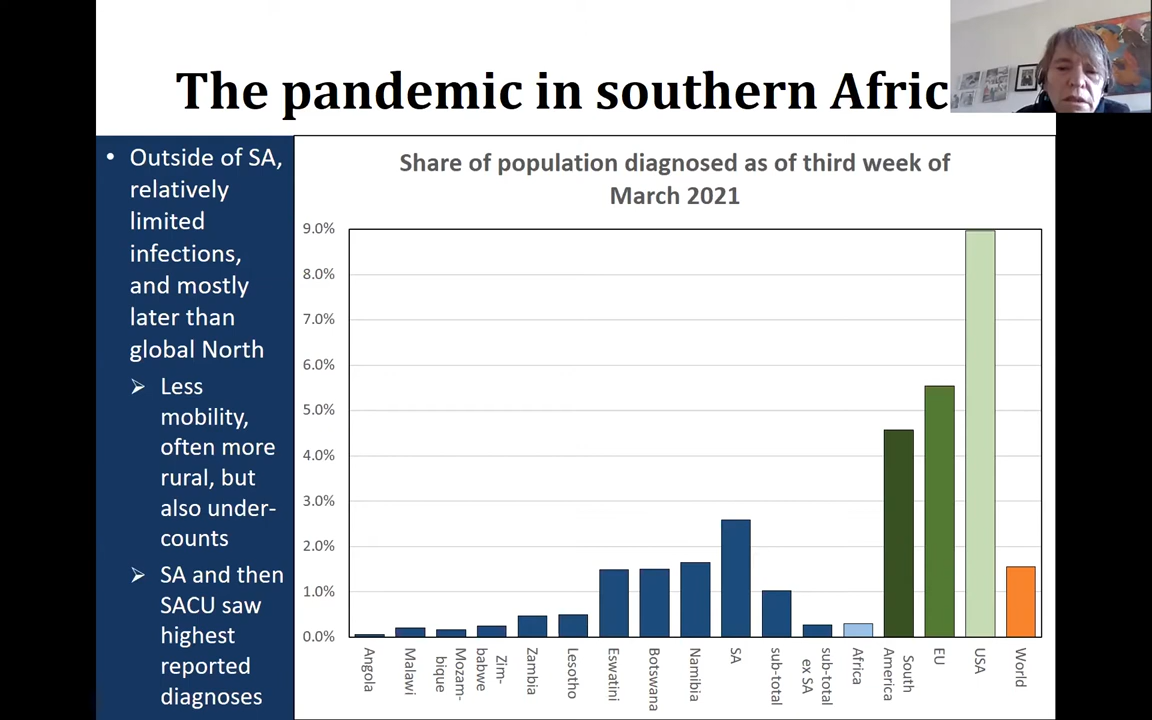 The pandemic in southern Afric
• Outside of SA,
relatively
limited
infections,
and mostly
later than
global North
➢ Less
mobility,
often more
rural, but
also under-
counts
➢ SA and then
SACU saw
highest
reported
diagnoses
Share of population diagnosed as of third week of
March 2021
9.0%
8.0%
7.0%
6.0%
5.0%
4.0%
3.0%
2.0%
1.0%
0.0%
Angola
Malawi
Mozam-
bique
Zim-
babwe
Zambia
Lesotho
Eswatini
Botswana
Namibia
SA
sub-total
sub-total
ex SA
Africa
South
America
EU
USA
World